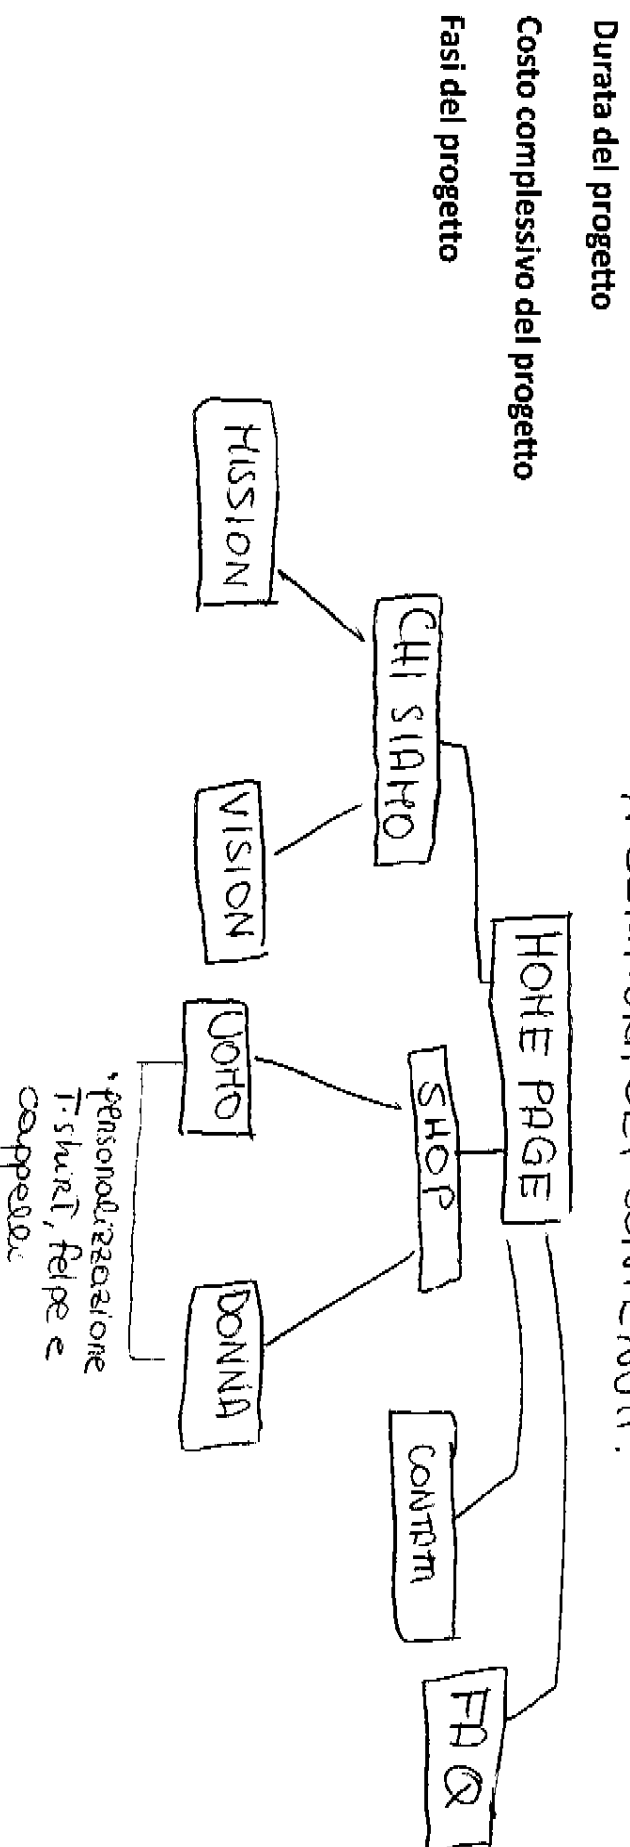 Durata del progetto
Costo complessivo del progetto
Fasi del progetto
HOME PAGE
CHI SIAMO
SHOP
CONTATTI
FAQ
MISSION
VISION
UOMO
DONNA
• personalizzazione
T-shirt, felpe e
cappelli